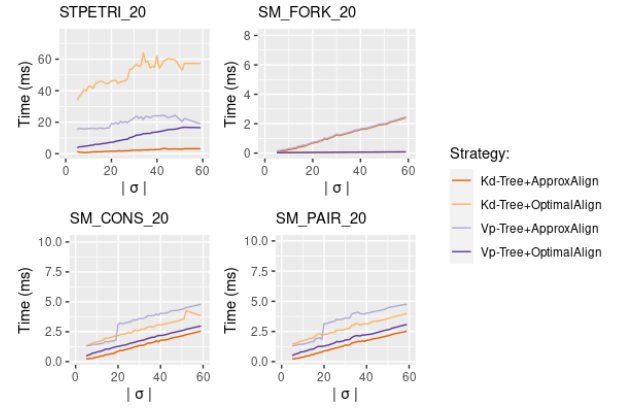 STPETRI_20
SM_FORK_20
Time (ms)
60
40
20
0
0
20
40
60
| σ |
Time (ms)
8
6
4
2
0
0
20
40
60
| σ |
SM_CONS_20
SM_PAIR_20
Time (ms)
10.0
7.5
5.0
2.5
0.0
0
20
40
60
| σ |
Time (ms)
10.0
7.5
5.0
2.5
0.0
0
20
40
60
| σ |
Strategy:
Kd-Tree+ApproxAlign
Kd-Tree+OptimalAlign
Vp-Tree+ApproxAlign
Vp-Tree+OptimalAlign